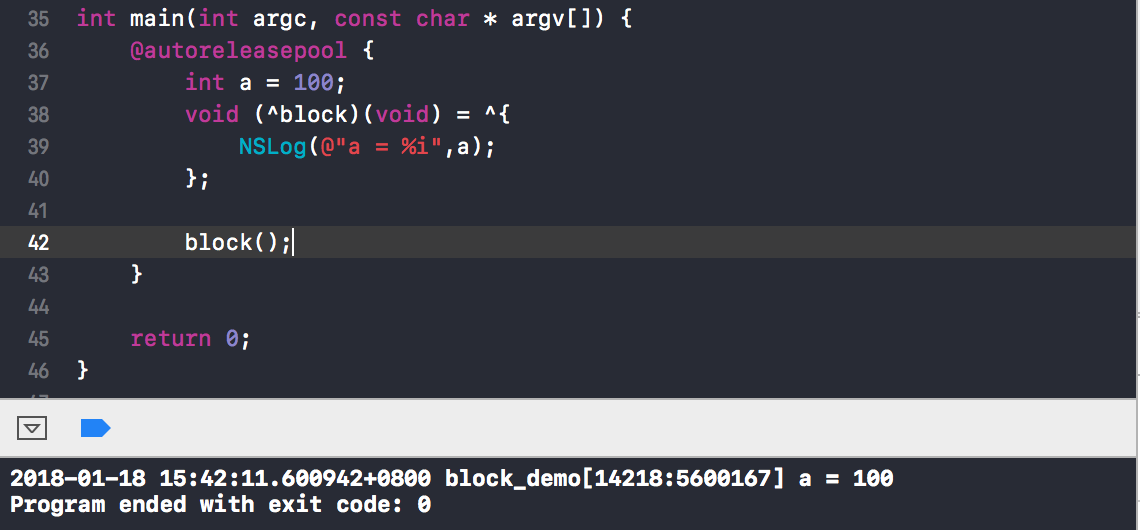 35 int main(int argc, const char * argv[]) {
36     @autoreleasepool {
37         int a = 100;
38         void (^block)(void) = ^{
39             NSLog(@"a = %i",a);
40         };
41
42         block();
43     }
44
45     return 0;
46 }
2018-01-18 15:42:11.600942+0800 block_demo[14218:5600167] a = 100
Program ended with exit code: 0